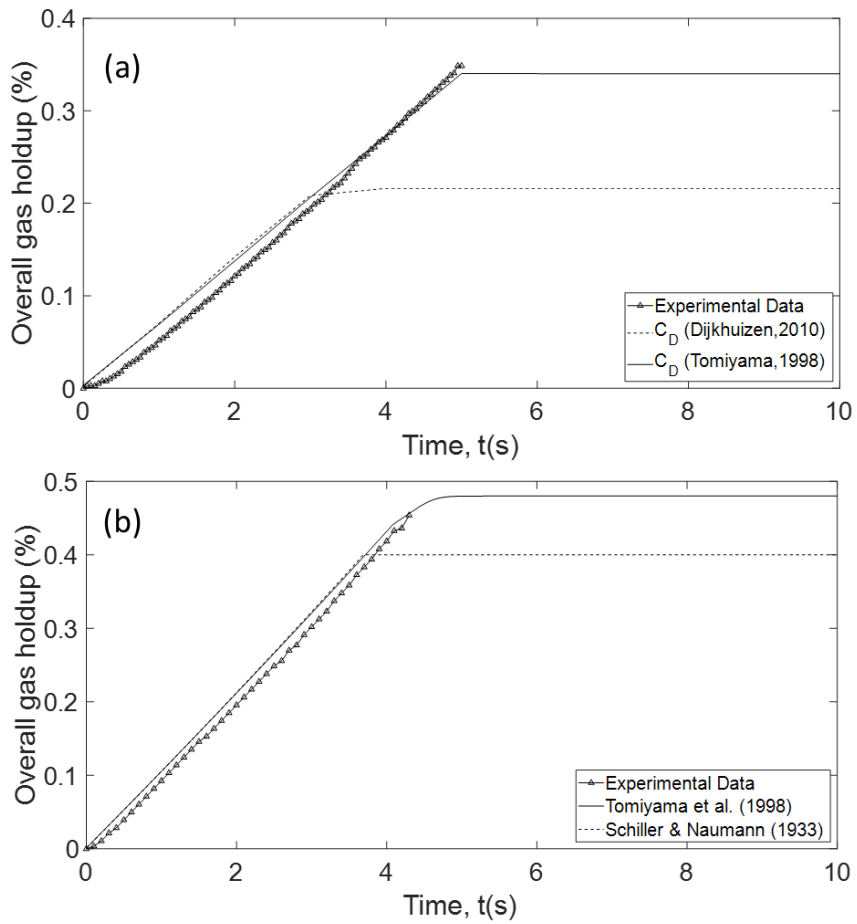 0.4
(a)
0.3
0.2
0.1
0
Overall gas holdup (%)
Experimental Data
C_D (Dijkhuizen,2010)
C_D (Tomiyama,1998)
0 2 4 6 8 10
Time, t(s)
0.5
(b)
0.4
0.3
0.2
0.1
0
Overall gas holdup (%)
Experimental Data
Tomiyama et al. (1998)
Schiller & Naumann (1933)
0 2 4 6 8 10
Time, t(s)